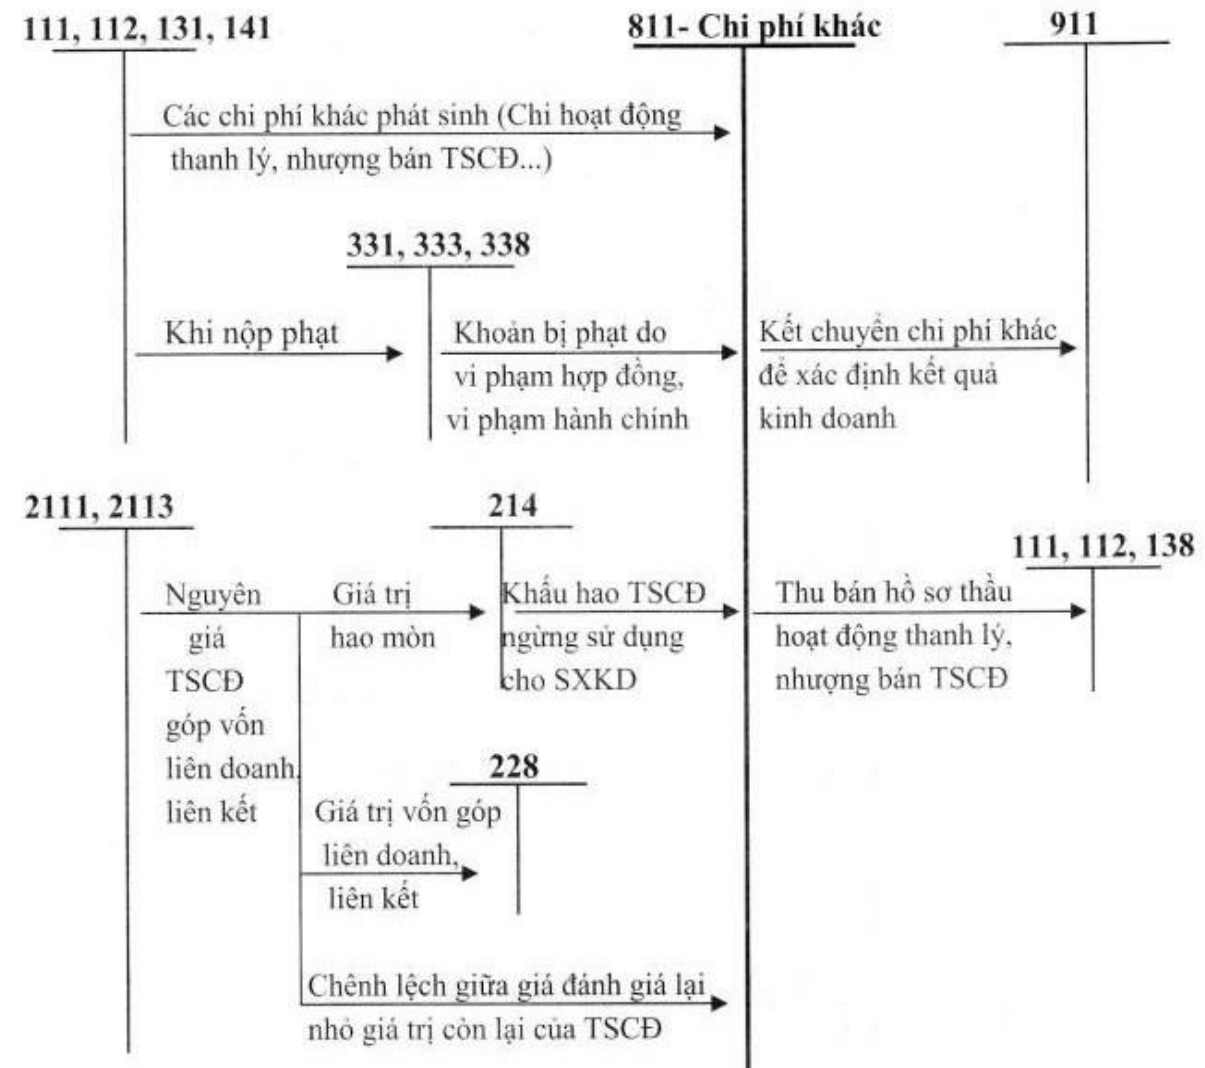 111, 112, 131, 141
811- Chi phí khác
911
Các chi phí khác phát sinh (Chi hoạt động
thanh lý, nhượng bán TSCĐ...)
331, 333, 338
Khi nộp phạt
Khoản bị phạt do
vi phạm hợp đồng,
vi phạm hành chính
Kết chuyển chi phí khác
để xác định kết quả
kinh doanh
2111, 2113
214
111, 112, 138
Nguyên
giá
TSCĐ
góp vốn
liên doanh,
liên kết
Giá trị
hao mòn
Khấu hao TSCĐ
ngừng sử dụng
cho SXKD
Thu bán hồ sơ thầu
hoạt động thanh lý,
nhượng bán TSCĐ
228
Giá trị vốn góp
liên doanh,
liên kết
Chênh lệch giữa giá đánh giá lại
nhỏ giá trị còn lại của TSCĐ